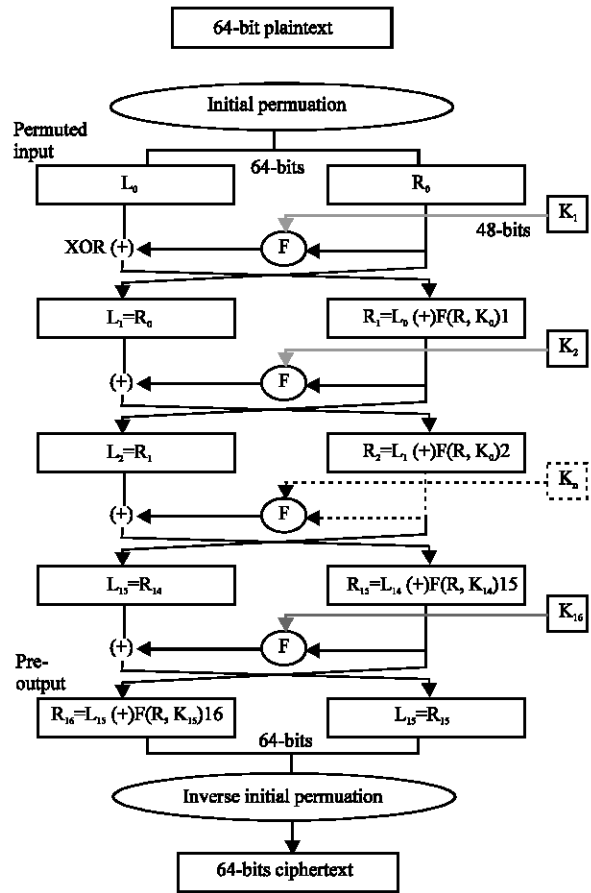 64-bit plaintext
Initial permuation
Permuted
input
64-bits
L₀
R₀
K₁
48-bits
XOR (+)
F
L₁=R₀
R₁=L₀ (+)F(R, K₀)1
K₂
(+)
F
L₂=R₁
R₂=L₁ (+)F(R, K₀)2
Kₙ
(+)
F
L₁₅=R₁₄
R₁₅=L₁₄ (+)F(R, K₁₄)15
K₁₆
(+)
F
Pre-
output
R₁₆=L₁₅ (+)F(R, K₁₅)16
L₁₅=R₁₅
64-bits
Inverse initial permuation
64-bits ciphertext